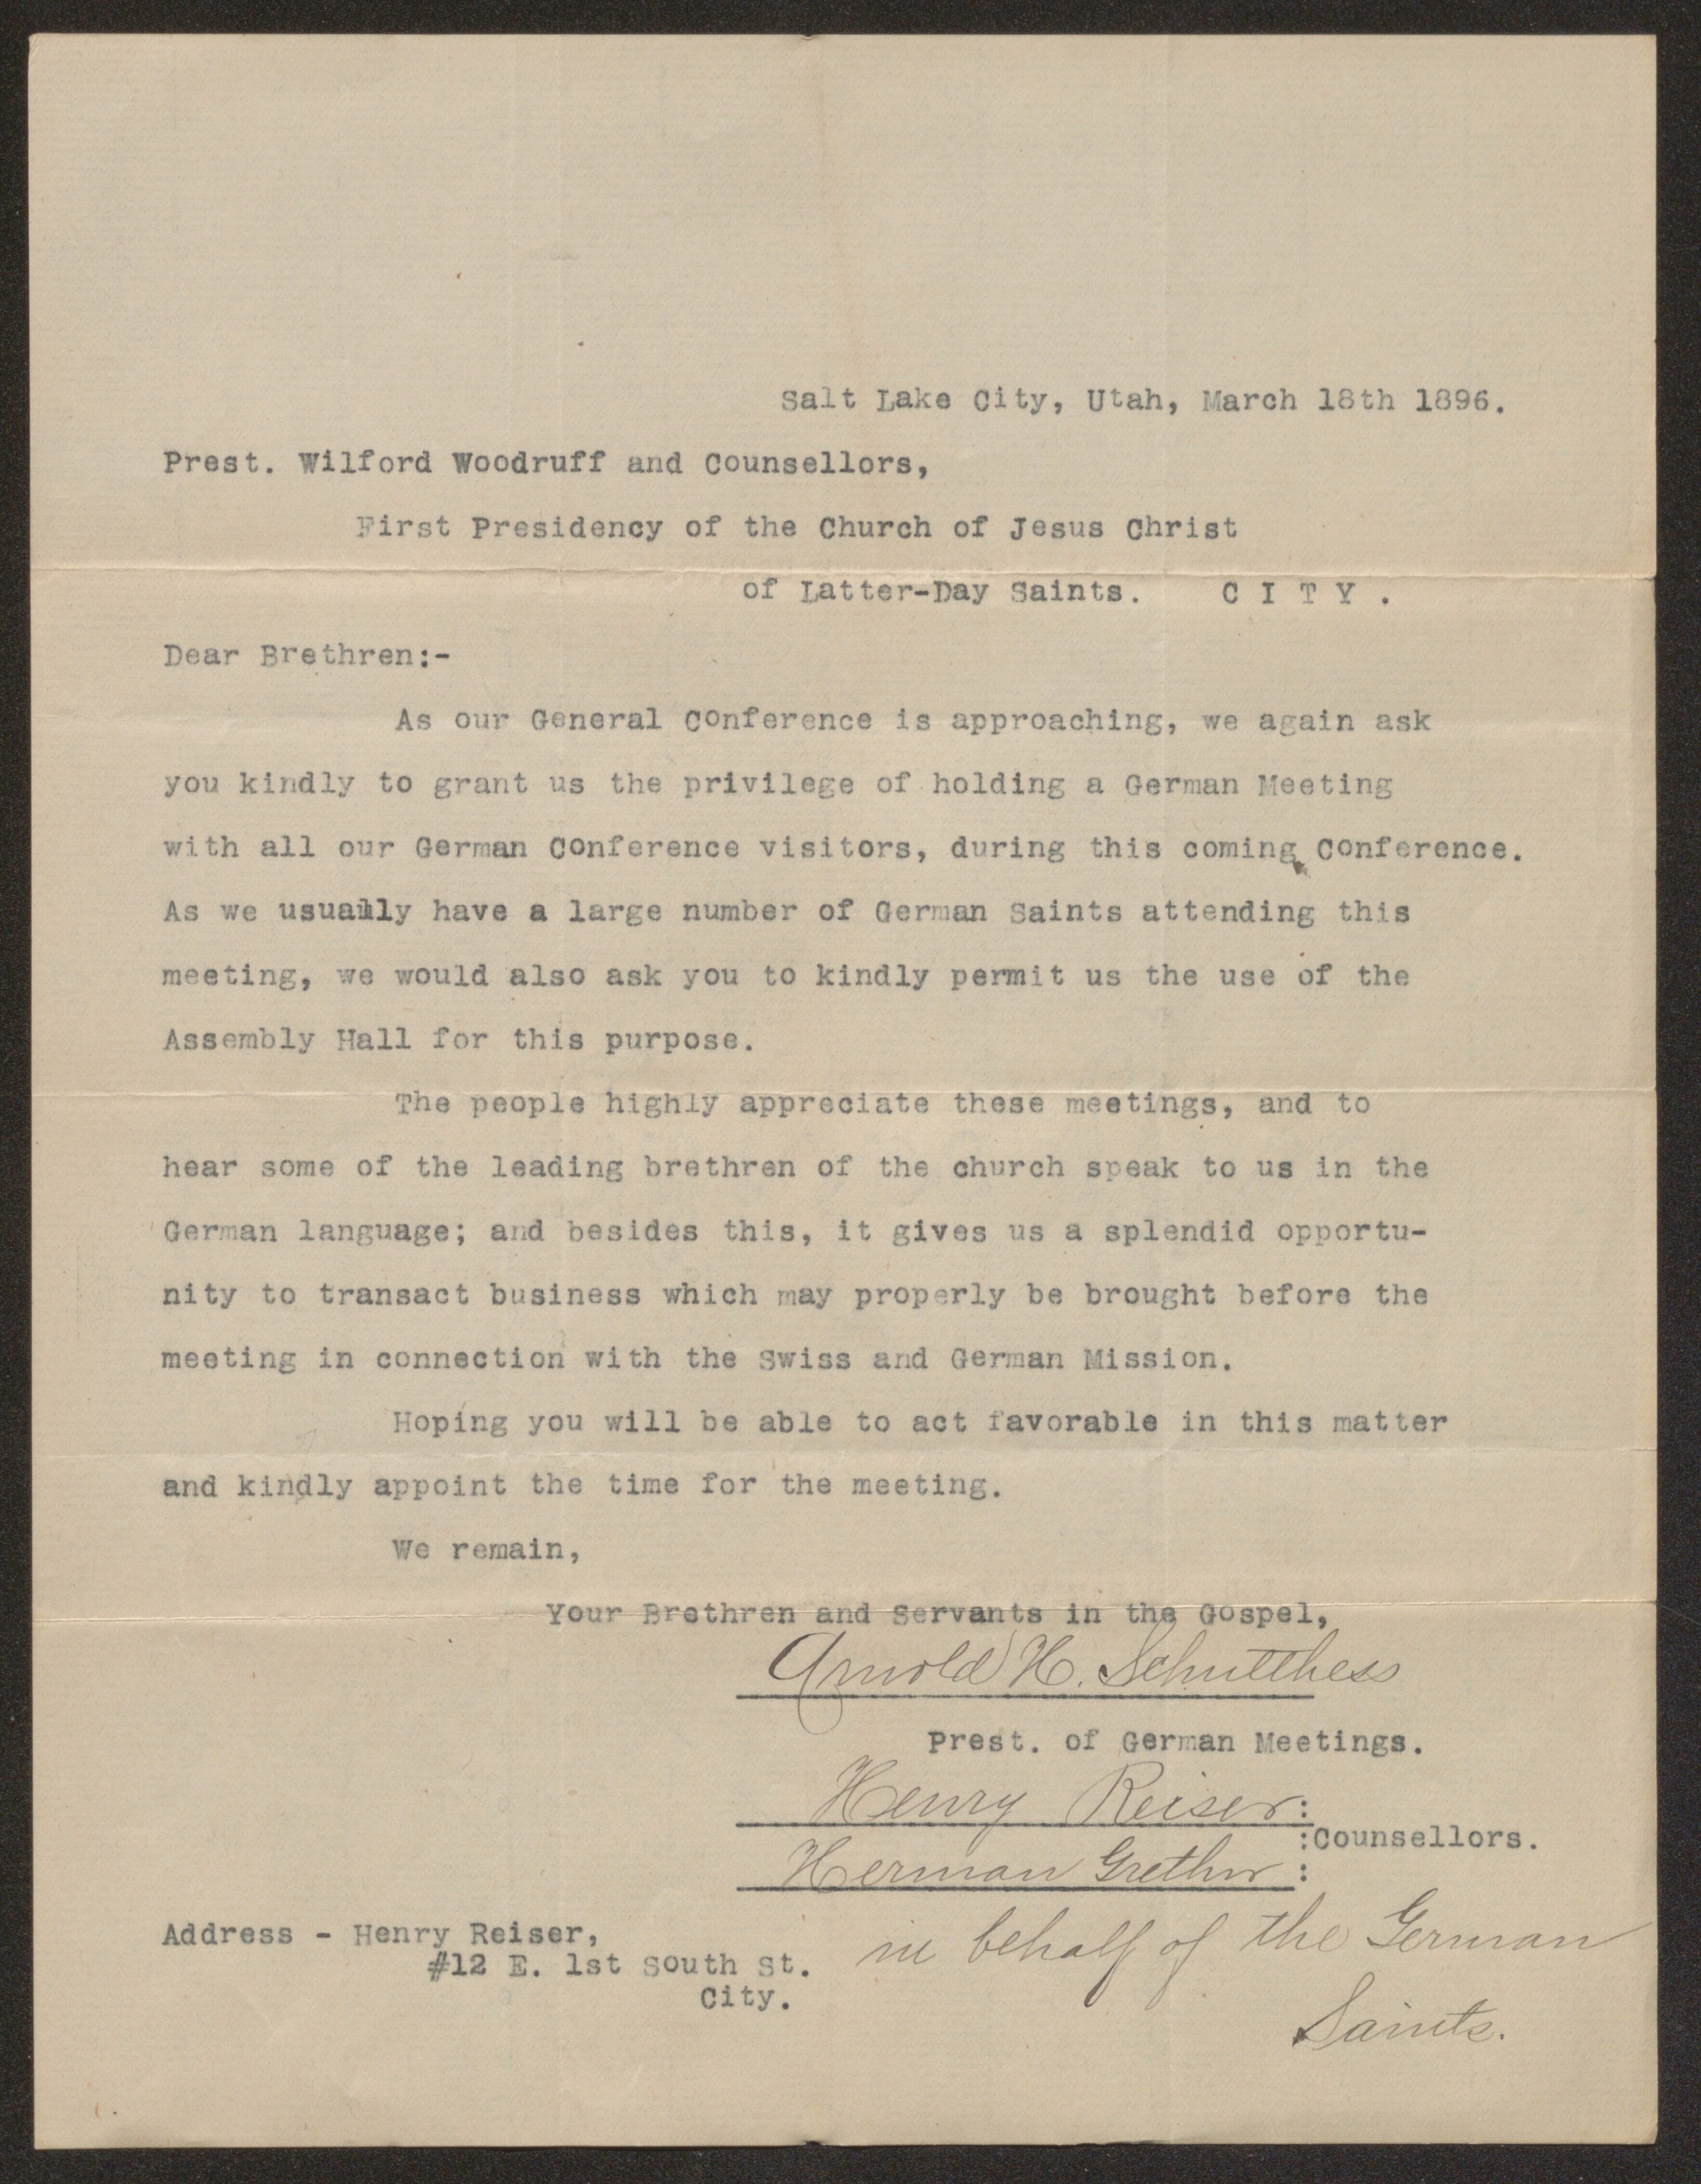 Salt Lake City, Utah, March 18th 1896.
Prest. Wilford Woodruff and Counsellors,
First Presidency of the Church of Jesus Christ
of Latter-Day Saints. C I T Y .
Dear Brethren:-
As our General Conference is approaching, we again ask
you kindly to grant us the privilege of holding a German Meeting
with all our German Conference visitors, during this coming Conference.
As we usually have a large number of German Saints attending this
meeting, we would also ask you to kindly permit us the use of the
Assembly Hall for this purpose.
The people highly appreciate these meetings, and to
hear some of the leading brethren of the church speak to us in the
German language; and besides this, it gives us a splendid opportu-
nity to transact business which may properly be brought before the
meeting in connection with the Swiss and German Mission.
Hoping you will be able to act favorable in this matter
and kindly appoint the time for the meeting.
We remain,
Your Brethren and Servants in the Gospel,
Arnold H. Schulthess
Prest. of German Meetings.
Henry Reiser :
:Counsellors.
Herman Grether :
Address - Henry Reiser,
#12 E. 1st South St.
City.
in behalf of the German
Saints.